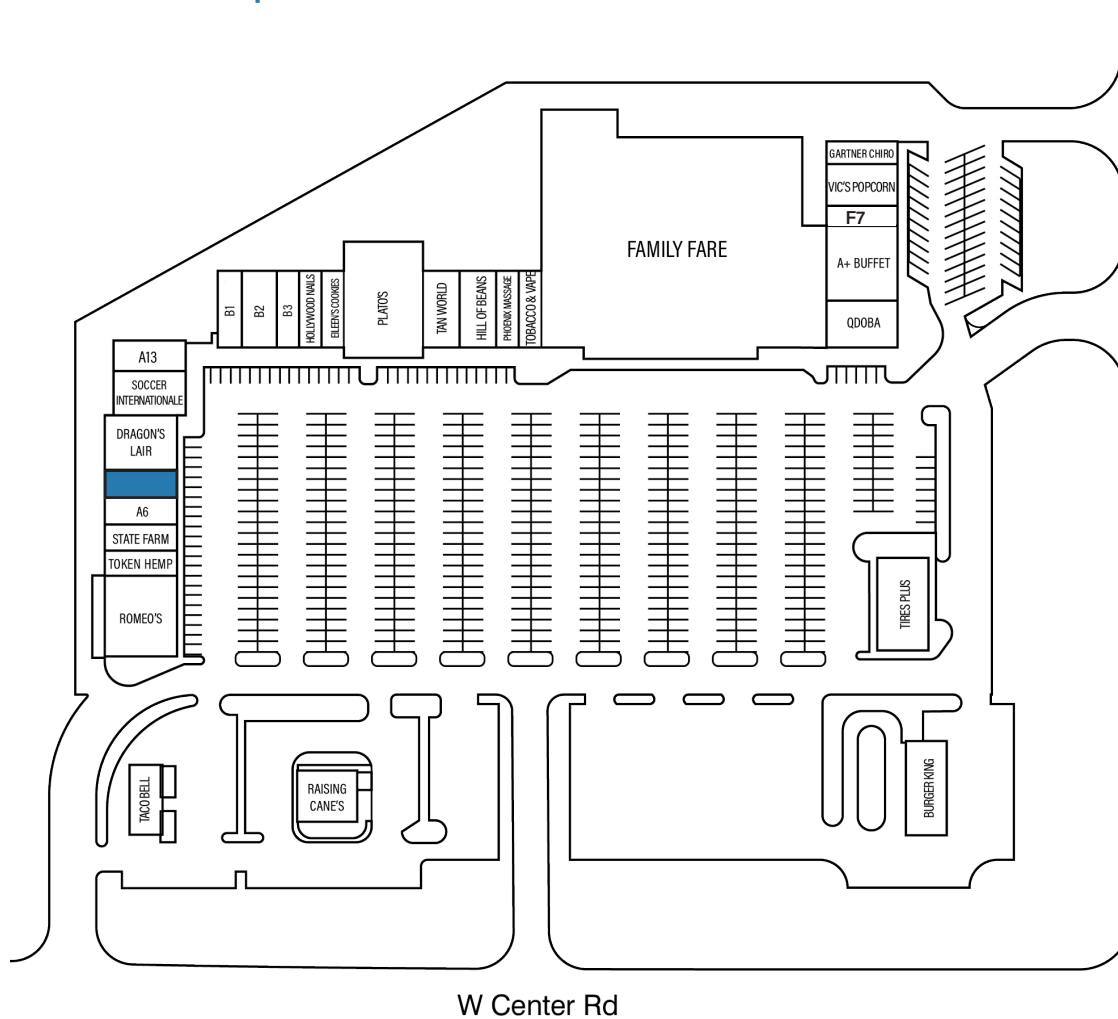 GARTNER CHIRO
VIC'S POPCORN
F7
A+ BUFFET
QDOBA
FAMILY FARE
B1
B2
B3
HOLLYWOOD NAILS
EILEEN'S COOKIES
PLATO'S
TAN WORLD
HILL OF BEANS
PHOENIX MASSAGE
TOBACCO & VAPE
A13
SOCCER
INTERNATIONALE
DRAGON'S
LAIR
A6
STATE FARM
TOKEN HEMP
ROMEO'S
TIRES PLUS
TACO BELL
RAISING
CANE'S
BURGER KING
W Center Rd